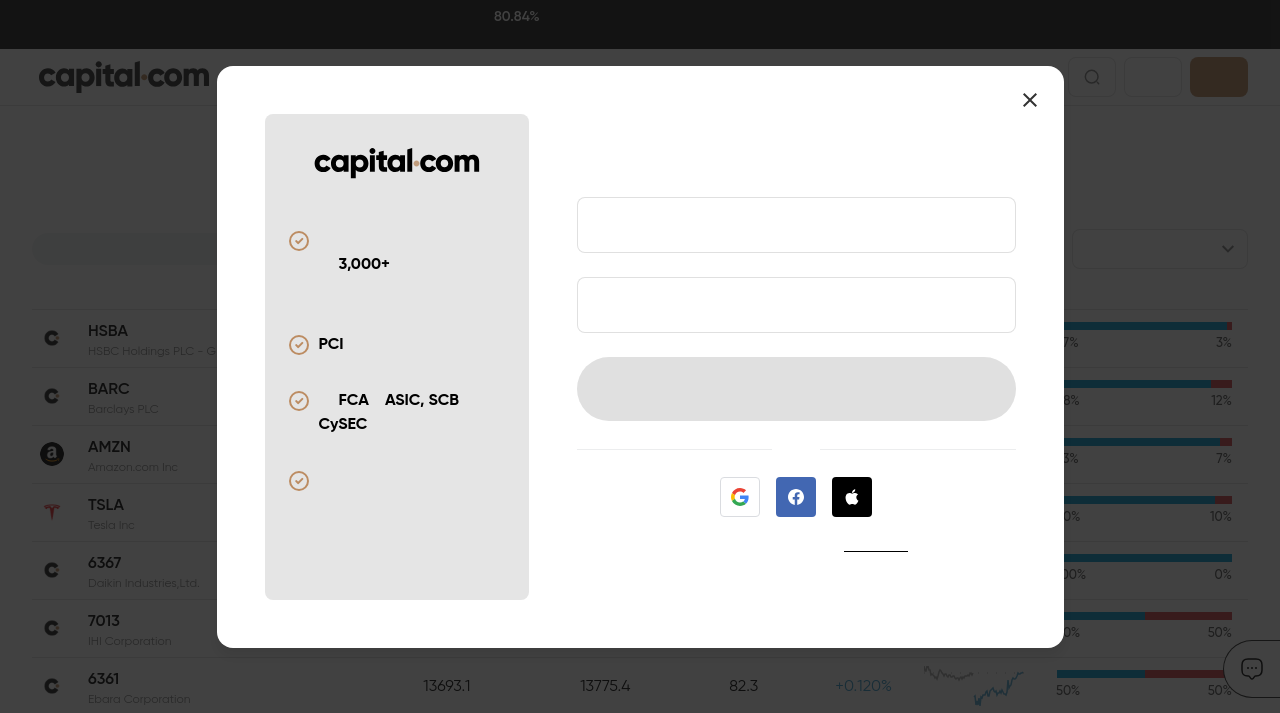 80.84%
capital.com
capital.com
3,000+
PCI
FCA ASIC, SCB
CySEC
HSBA
HSBC Holdings PLC - G
7%
3%
BARC
Barclays PLC
8%
12%
AMZN
Amazon.com Inc
3%
7%
TSLA
Tesla Inc
0%
10%
6367
Daikin Industries,Ltd.
00%
0%
7013
IHI Corporation
0%
50%
6361
Ebara Corporation
13693.1
13775.4
82.3
+0.120%
50%
50%